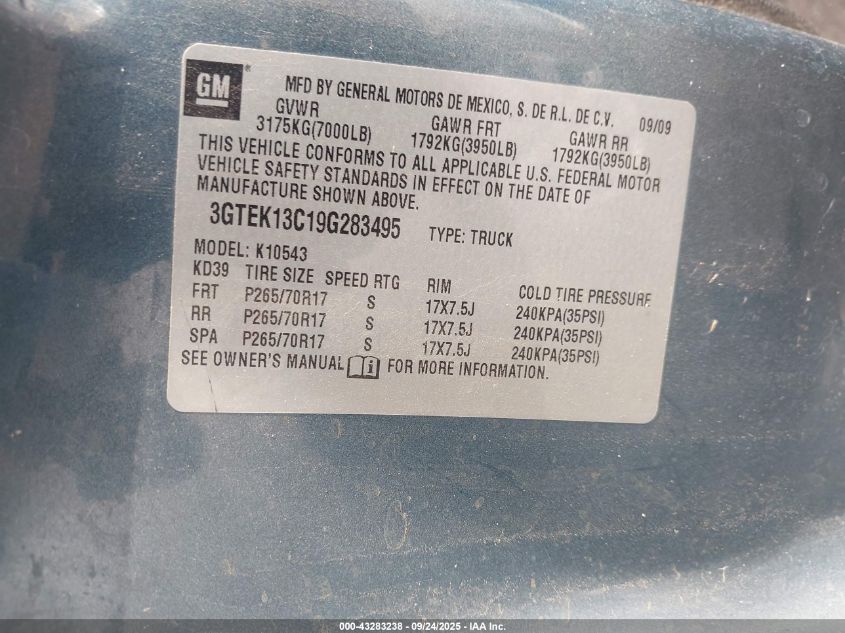 GM®
MFD BY GENERAL MOTORS DE MEXICO, S. DE R.L. DE C.V. 09/09
GVWR GAWR FRT GAWR RR
3175KG(7000LB) 1792KG(3950LB) 1792KG(3950LB)
THIS VEHICLE CONFORMS TO ALL APPLICABLE U.S. FEDERAL MOTOR
VEHICLE SAFETY STANDARDS IN EFFECT ON THE DATE OF
MANUFACTURE SHOWN ABOVE.
3GTEK13C19G283495 TYPE: TRUCK
MODEL: K10543
KD39 TIRE SIZE SPEED RTG RIM COLD TIRE PRESSURE
FRT P265/70R17 S 17X7.5J 240KPA(35PSI)
RR P265/70R17 S 17X7.5J 240KPA(35PSI)
SPA P265/70R17 S 17X7.5J 240KPA(35PSI)
SEE OWNER'S MANUAL FOR MORE INFORMATION.
000-43283238 - 09/24/2025 - IAA Inc.